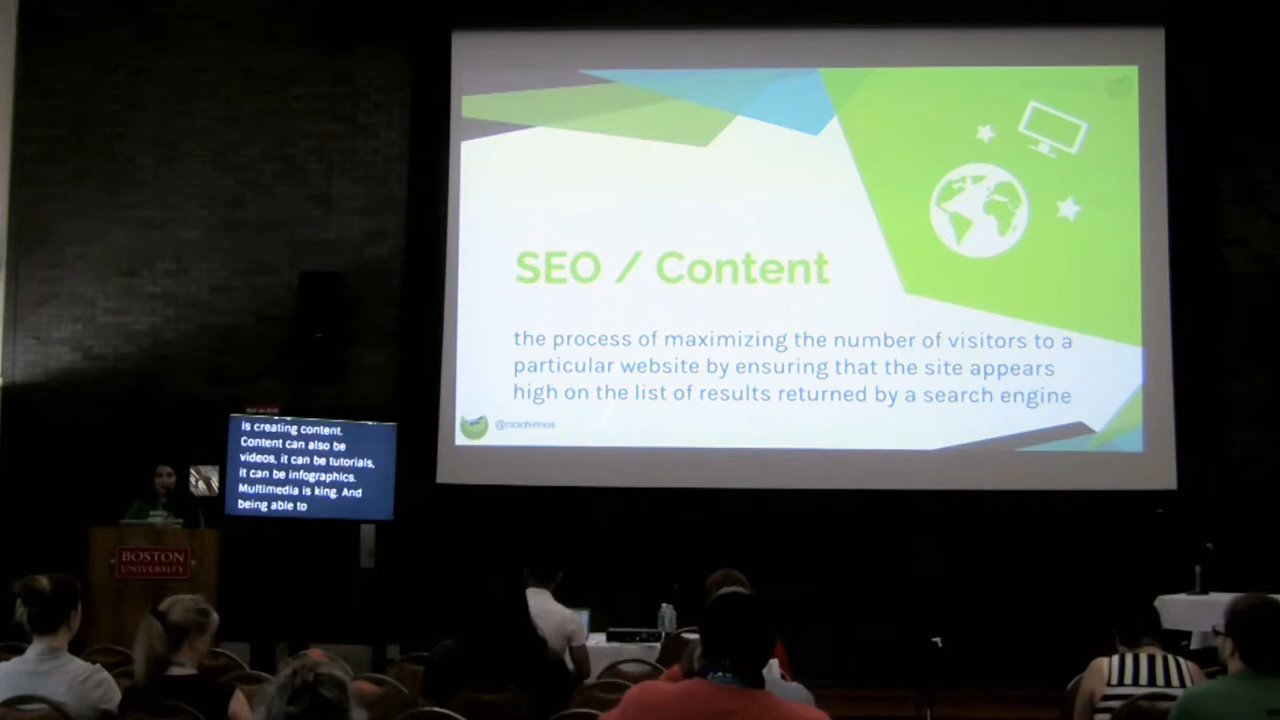 SEO / Content
the process of maximizing the number of visitors to a
particular website by ensuring that the site appears
high on the list of results returned by a search engine
is creating content.
Content can also be
videos, it can be tutorials,
it can be infographics.
Multimedia is king. And
being able to
BOSTON
UNIVERSITY